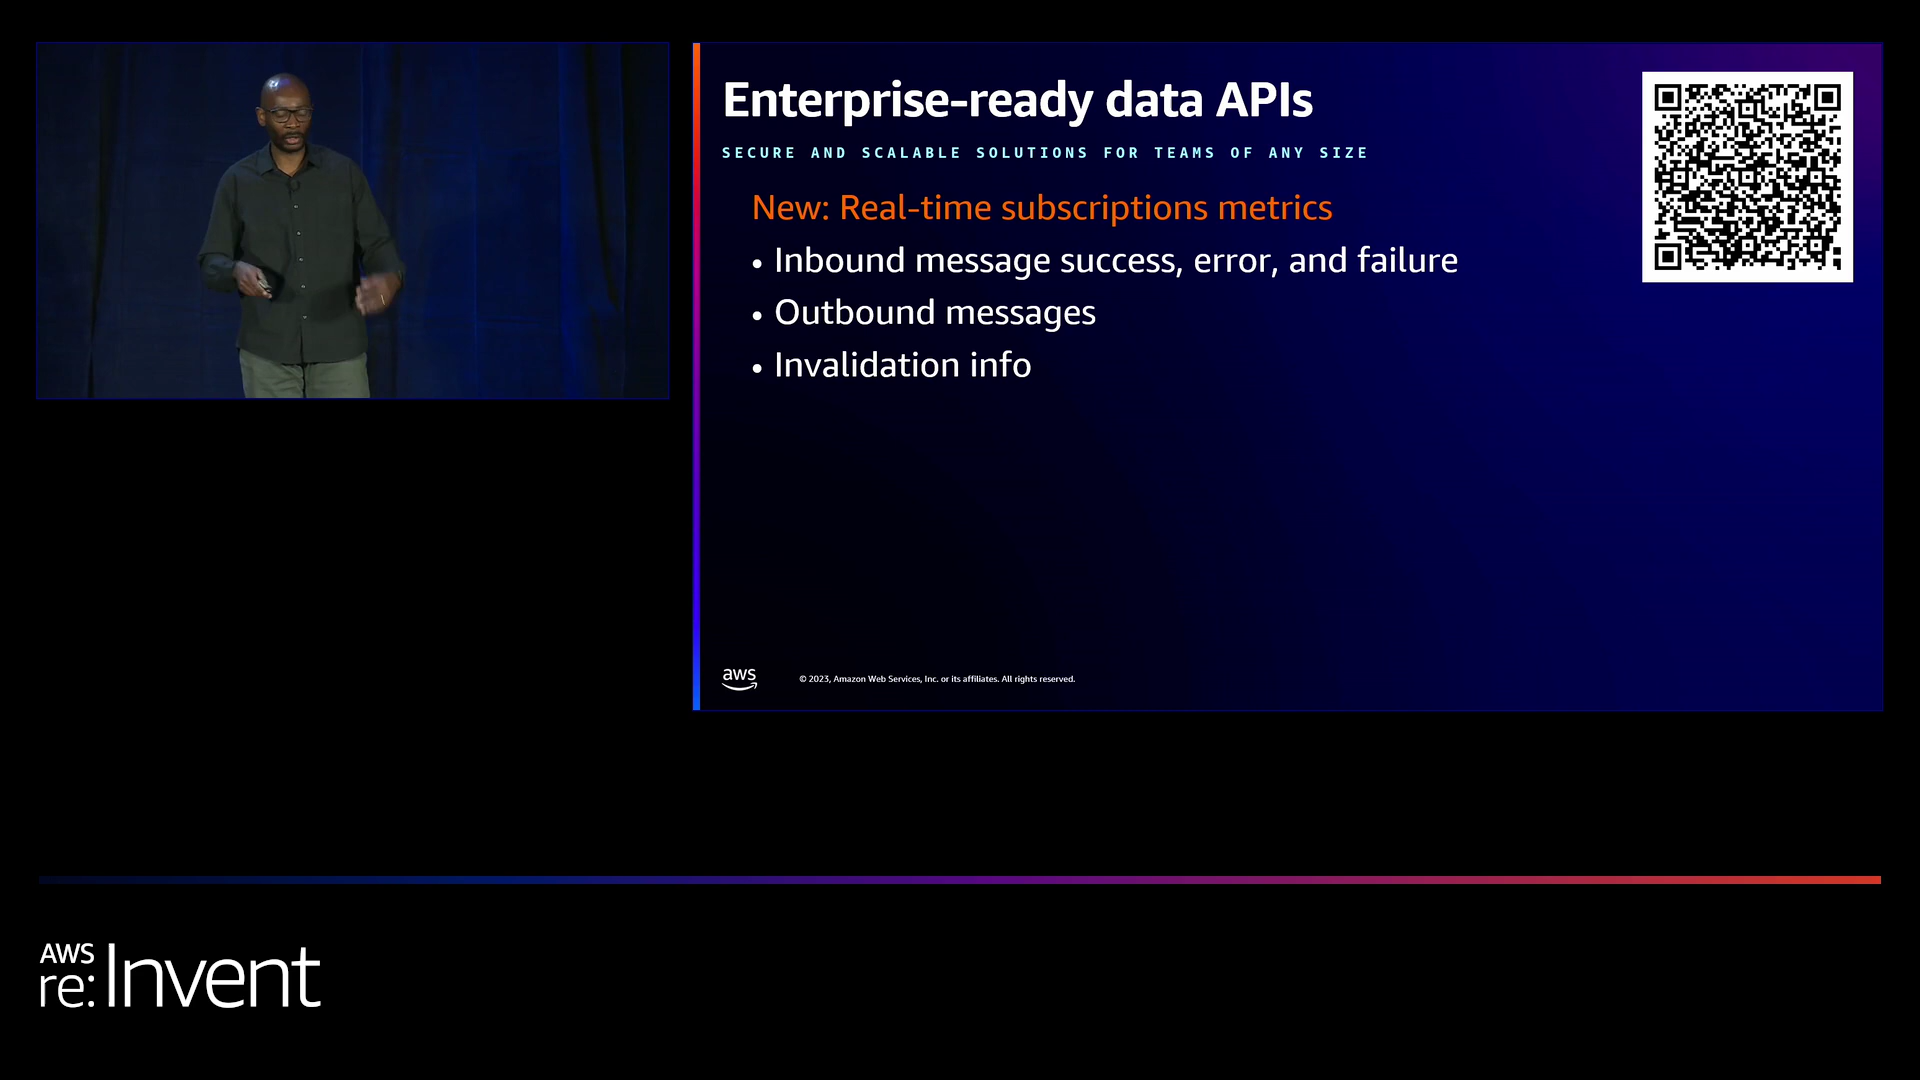 Enterprise-ready data APIs
SECURE AND SCALABLE SOLUTIONS FOR TEAMS OF ANY SIZE
New: Real-time subscriptions metrics
• Inbound message success, error, and failure
• Outbound messages
• Invalidation info
aws
© 2023, Amazon Web Services, Inc. or its affiliates. All rights reserved.
AWS
re:Invent